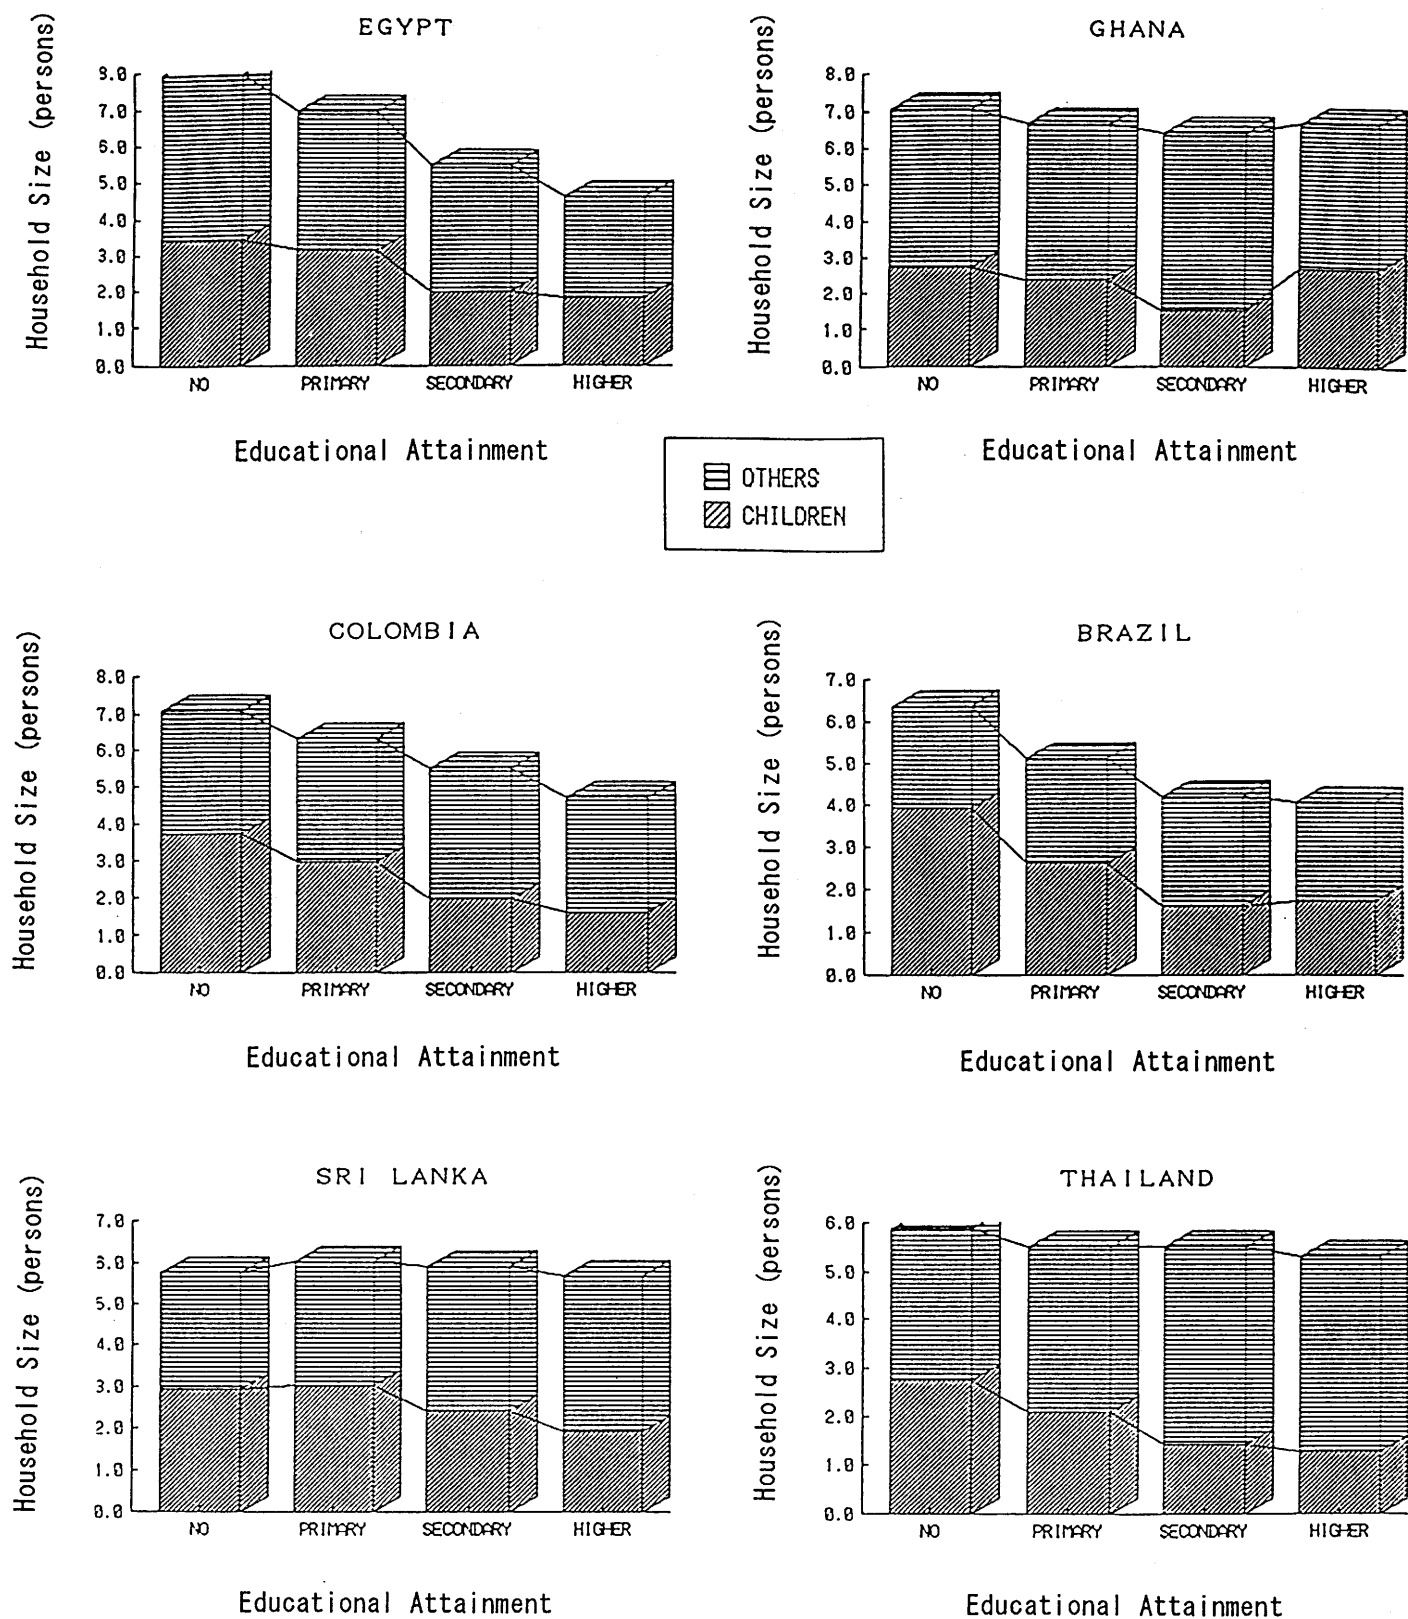 EGYPT
Household Size (persons)
8.0
7.0
6.0
5.0
4.0
3.0
2.0
1.0
0.0
NO PRIMARY SECONDARY HIGHER
Educational Attainment
GHANA
Household Size (persons)
8.0
7.0
6.0
5.0
4.0
3.0
2.0
1.0
0.0
NO PRIMARY SECONDARY HIGHER
Educational Attainment
OTHERS
CHILDREN
COLOMBIA
Household Size (persons)
8.0
7.0
6.0
5.0
4.0
3.0
2.0
1.0
0.0
NO PRIMARY SECONDARY HIGHER
Educational Attainment
BRAZIL
Household Size (persons)
7.0
6.0
5.0
4.0
3.0
2.0
1.0
0.0
NO PRIMARY SECONDARY HIGHER
Educational Attainment
SRI LANKA
Household Size (persons)
7.0
6.0
5.0
4.0
3.0
2.0
1.0
0.0
NO PRIMARY SECONDARY HIGHER
Educational Attainment
THAILAND
Household Size (persons)
6.0
5.0
4.0
3.0
2.0
1.0
0.0
NO PRIMARY SECONDARY HIGHER
Educational Attainment